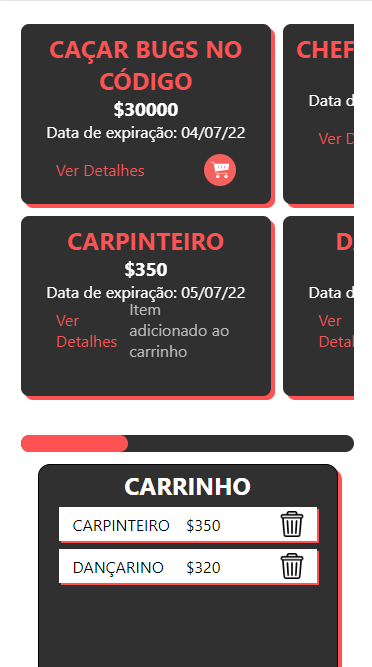 CAÇAR BUGS NO
CÓDIGO
$30000
Data de expiração: 04/07/22
Ver Detalhes
CHEF
Data d
Ver D
CARPINTEIRO
$350
Data de expiração: 05/07/22
Ver
Detalhes
Item
adicionado ao
carrinho
D
Data d
Ver
Detal
CARRINHO
CARPINTEIRO $350
DANÇARINO $320